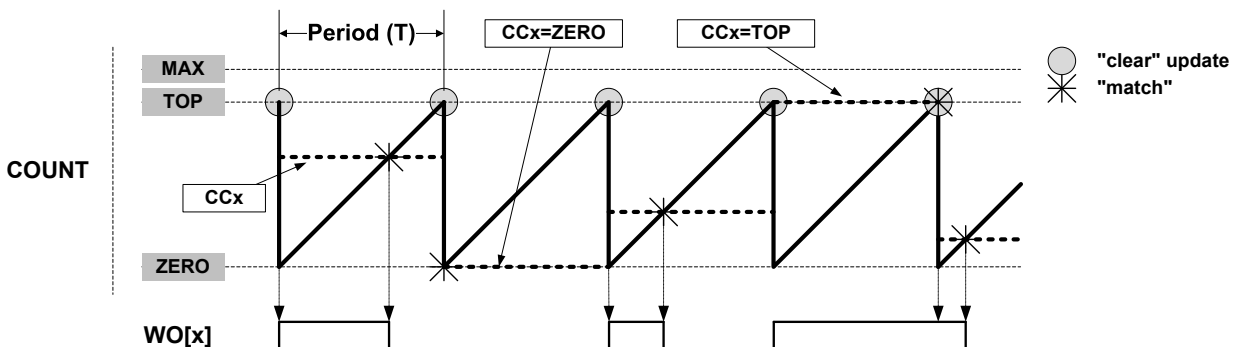 Period (T)
CCx=ZERO
CCx=TOP
MAX
"clear" update
TOP
"match"
COUNT
CCx
ZERO
WO[x]